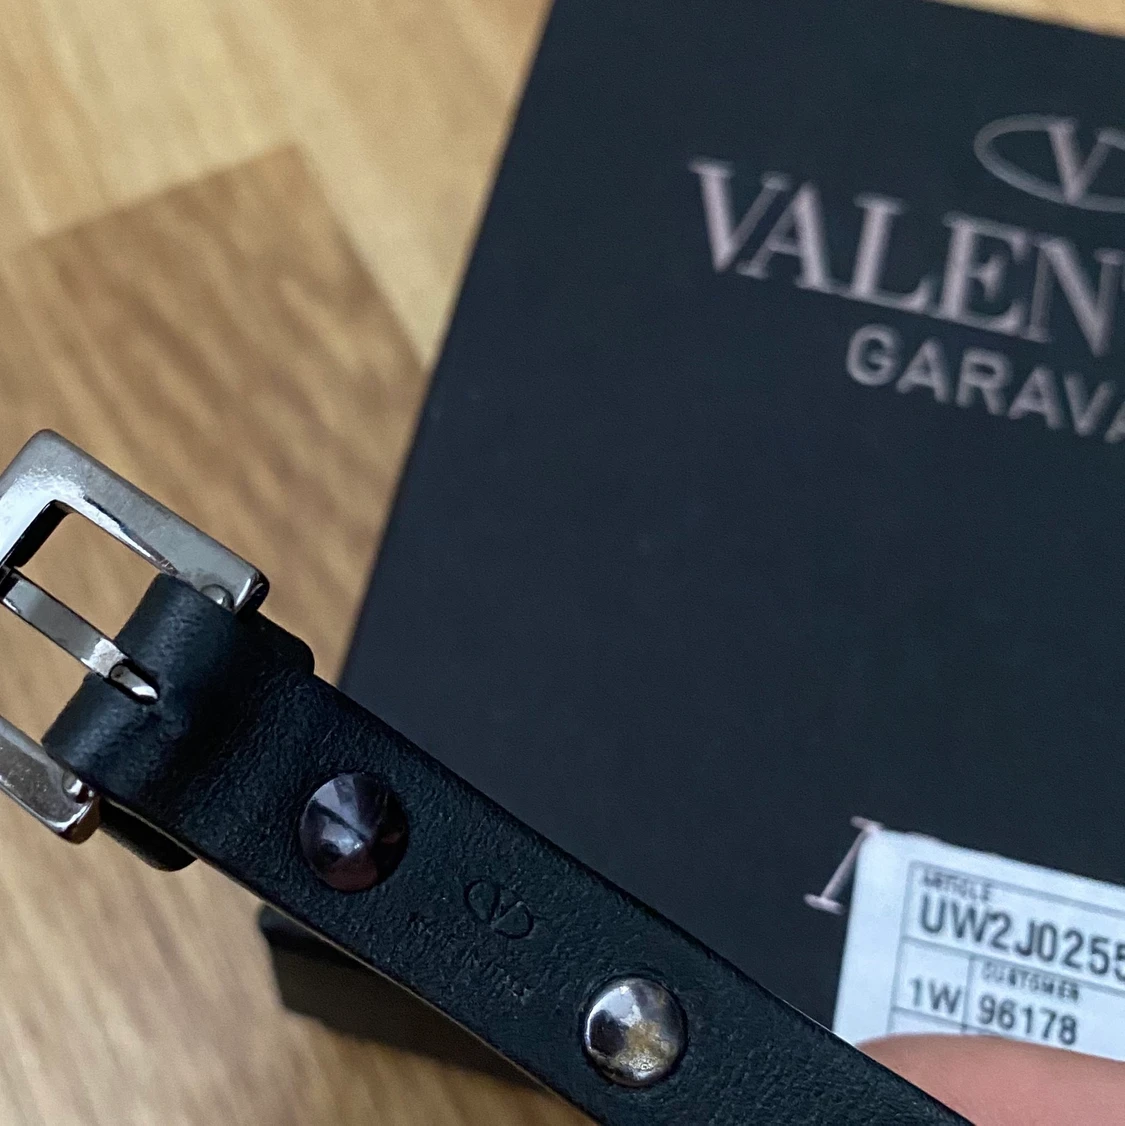 V
VALEN
GARAVA
ARTICLE
UW2J0255
CUSTOMER
1W 96178